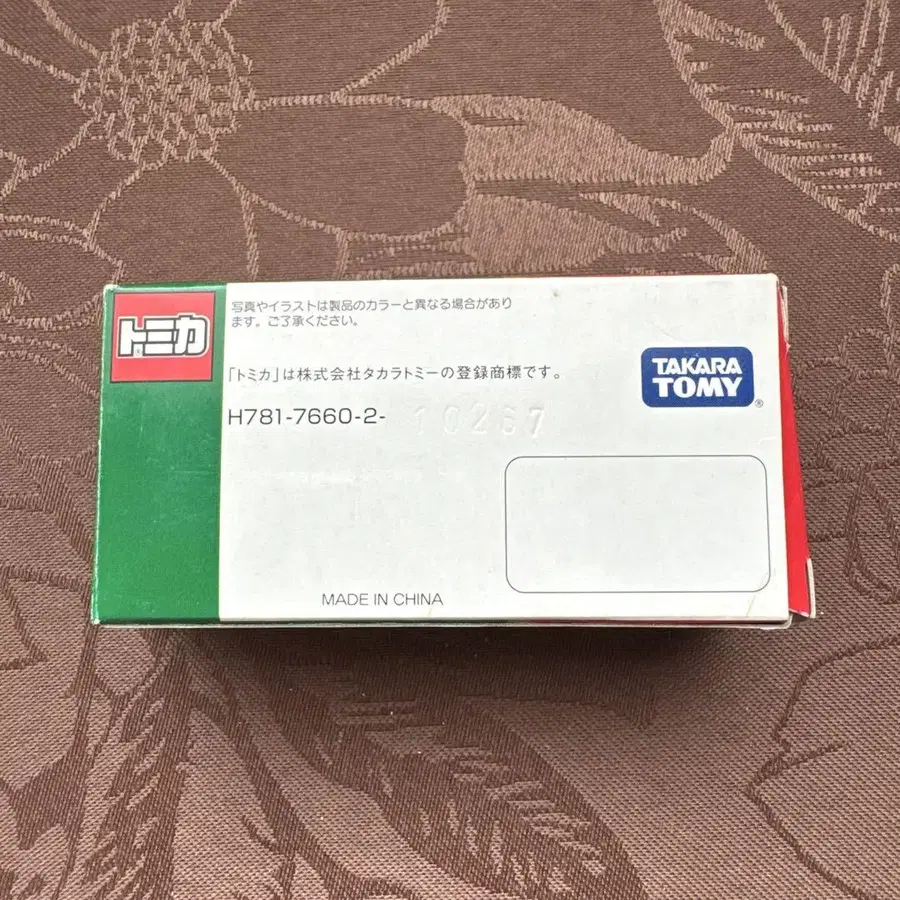 トミカ
写真やイラストは製品のカラーと異なる場合があり
ます。ご了承ください。
「トミカ」は株式会社タカラトミーの登録商標です。
TAKARA
TOMY
®
H781-7660-2- 10267
MADE IN CHINA